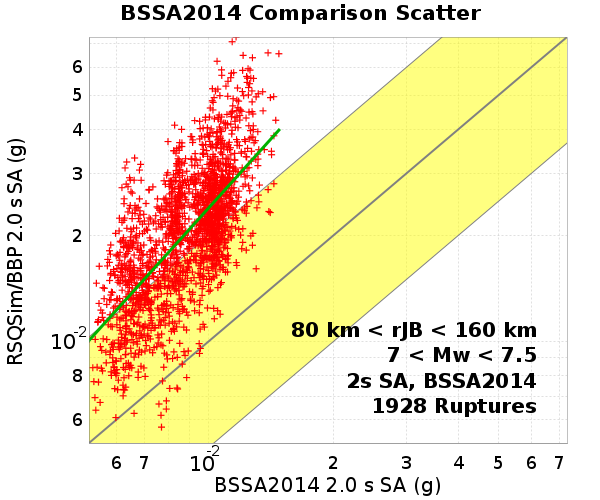 BSSA2014 Comparison Scatter
RSQSim/BBP 2.0 s SA (g)
6
5
4
3
2
10-2
8
6
80 km < rJB < 160 km
7 < Mw < 7.5
2s SA, BSSA2014
1928 Ruptures
6 7 10-2 2 3 4 5 6 7
BSSA2014 2.0 s SA (g)